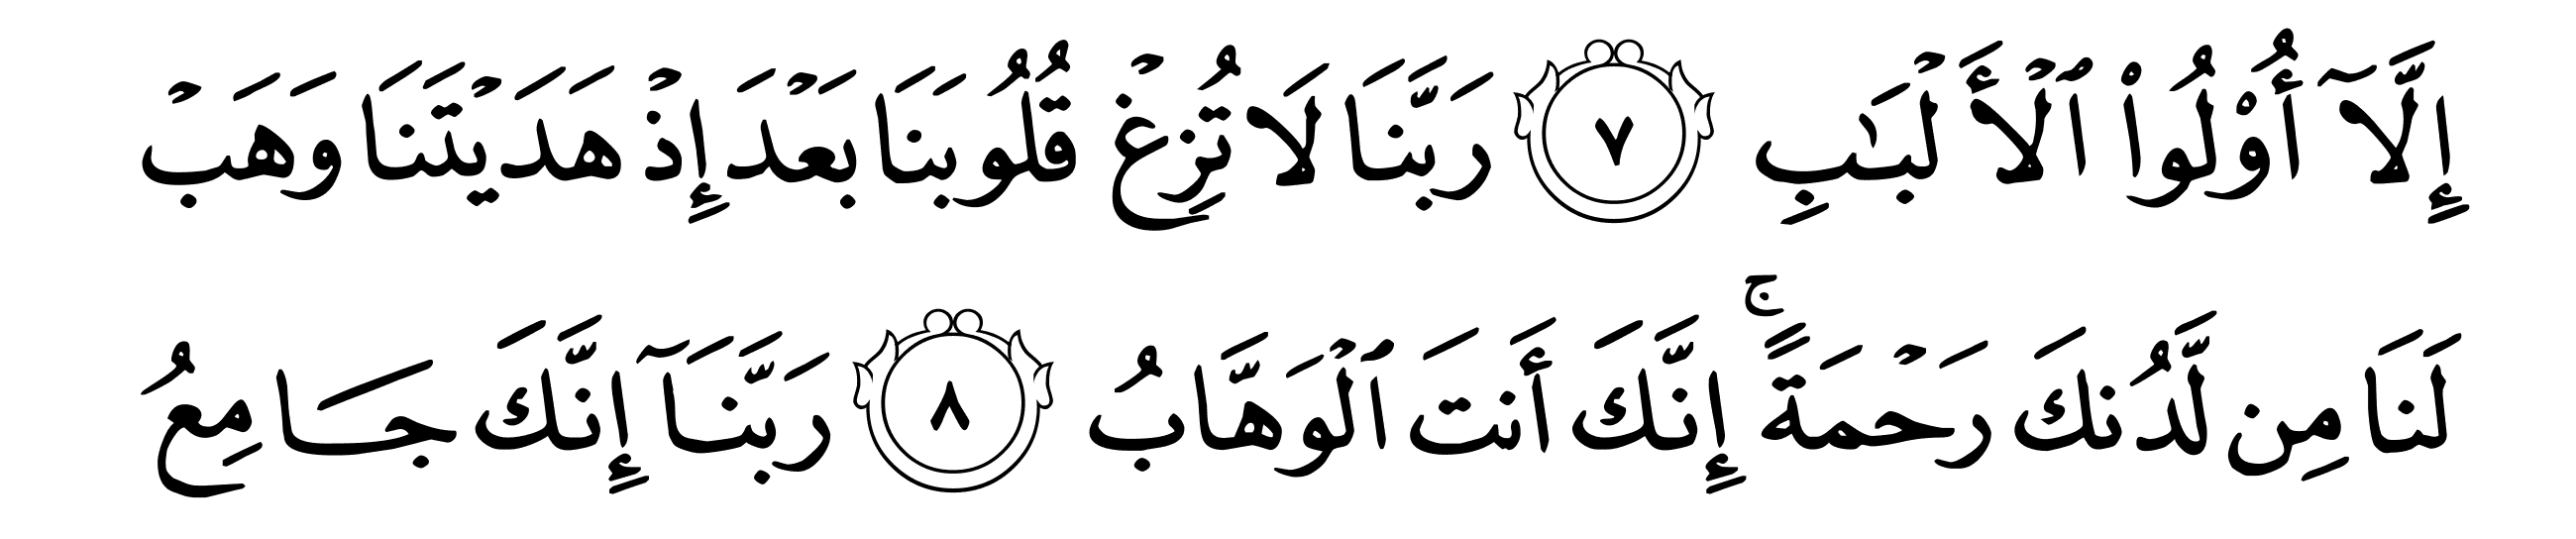 إِلَّآ أُوْلُواْ ٱلۡأَلۡبَٰبِ ٧ رَبَّنَا لَا تُزِغۡ قُلُوبَنَا بَعۡدَ إِذۡ هَدَيۡتَنَا وَهَبۡ
لَنَا مِن لَّدُنكَ رَحۡمَةًۚ إِنَّكَ أَنتَ ٱلۡوَهَّابُ ٨ رَبَّنَآ إِنَّكَ جَامِعُ